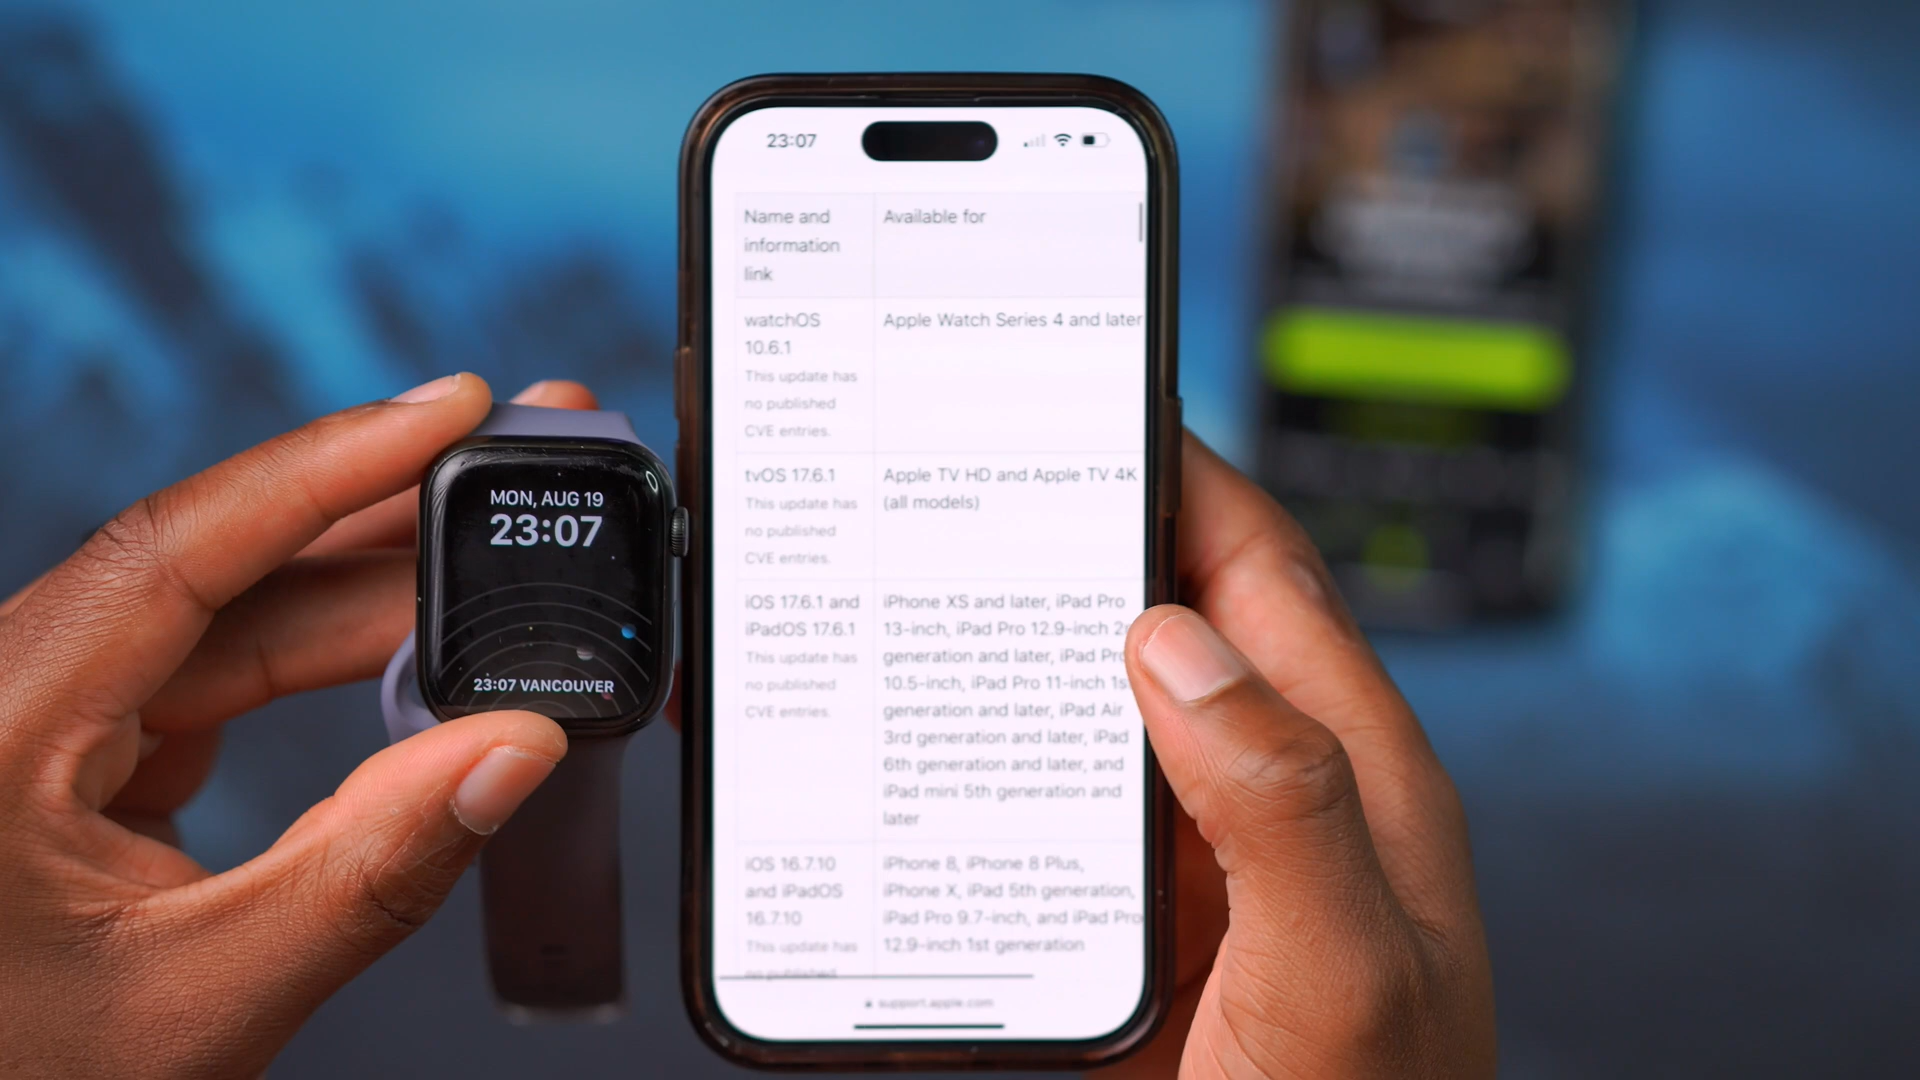 MON, AUG 19
23:07
23:07 VANCOUVER
23:07
Name and
information
link
Available for
watchOS
10.6.1
This update has
no published
CVE entries.
Apple Watch Series 4 and later
tvOS 17.6.1
This update has
no published
CVE entries.
Apple TV HD and Apple TV 4K
(all models)
iOS 17.6.1 and
iPadOS 17.6.1
This update has
no published
CVE entries.
iPhone XS and later, iPad Pro
13-inch, iPad Pro 12.9-inch 2
generation and later, iPad Pro
10.5-inch, iPad Pro 11-inch 1s
generation and later, iPad Air
3rd generation and later, iPad
6th generation and later, and
iPad mini 5th generation and
later
iOS 16.7.10
and iPadOS
16.7.10
This update has
no published
iPhone 8, iPhone 8 Plus,
iPhone X, iPad 5th generation,
iPad Pro 9.7-inch, and iPad Pro
12.9-inch 1st generation
support.apple.com